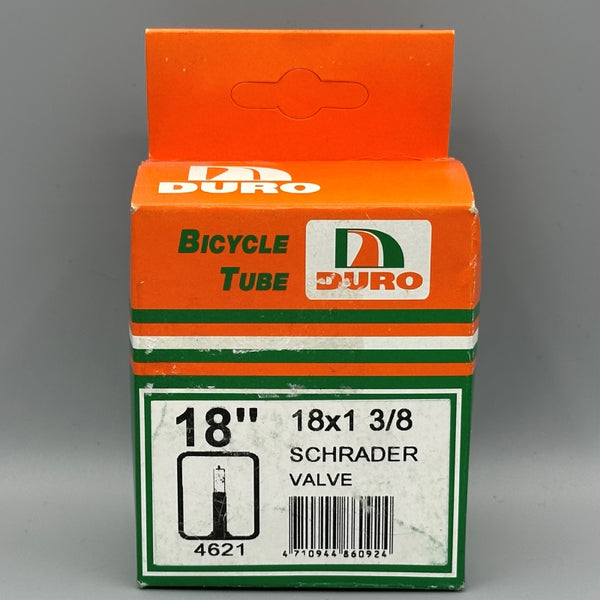 DURO
BICYCLE
TUBE
DURO
18"
18x1 3/8
SCHRADER
VALVE
4621
4 710944 860924